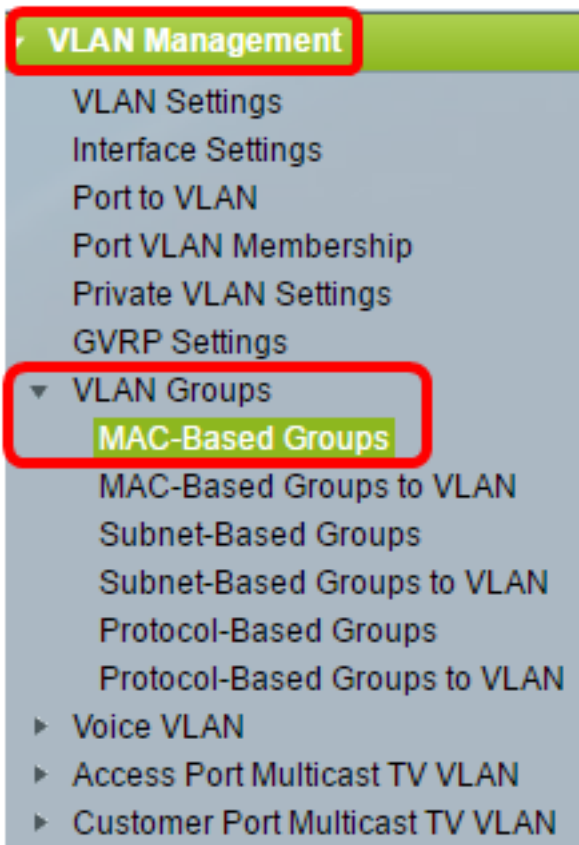 VLAN Management
VLAN Settings
Interface Settings
Port to VLAN
Port VLAN Membership
Private VLAN Settings
GVRP Settings
VLAN Groups
MAC-Based Groups
MAC-Based Groups to VLAN
Subnet-Based Groups
Subnet-Based Groups to VLAN
Protocol-Based Groups
Protocol-Based Groups to VLAN
Voice VLAN
Access Port Multicast TV VLAN
Customer Port Multicast TV VLAN